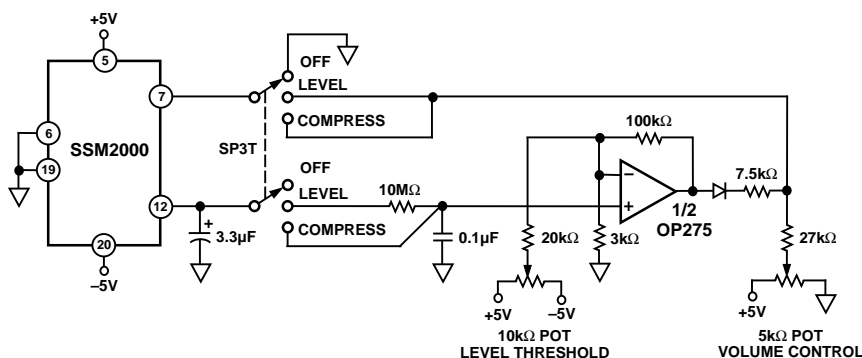 +5V
5
OFF
LEVEL
7
COMPRESS
100kΩ
6
SSM2000
SP3T
19
OFF
LEVEL
10MΩ
–
7.5kΩ
12
+
COMPRESS
1/2
OP275
+
3.3µF
0.1µF
20kΩ
3kΩ
27kΩ
20
–5V
+5V
–5V
+5V
10kΩ POT
LEVEL THRESHOLD
5kΩ POT
VOLUME CONTROL